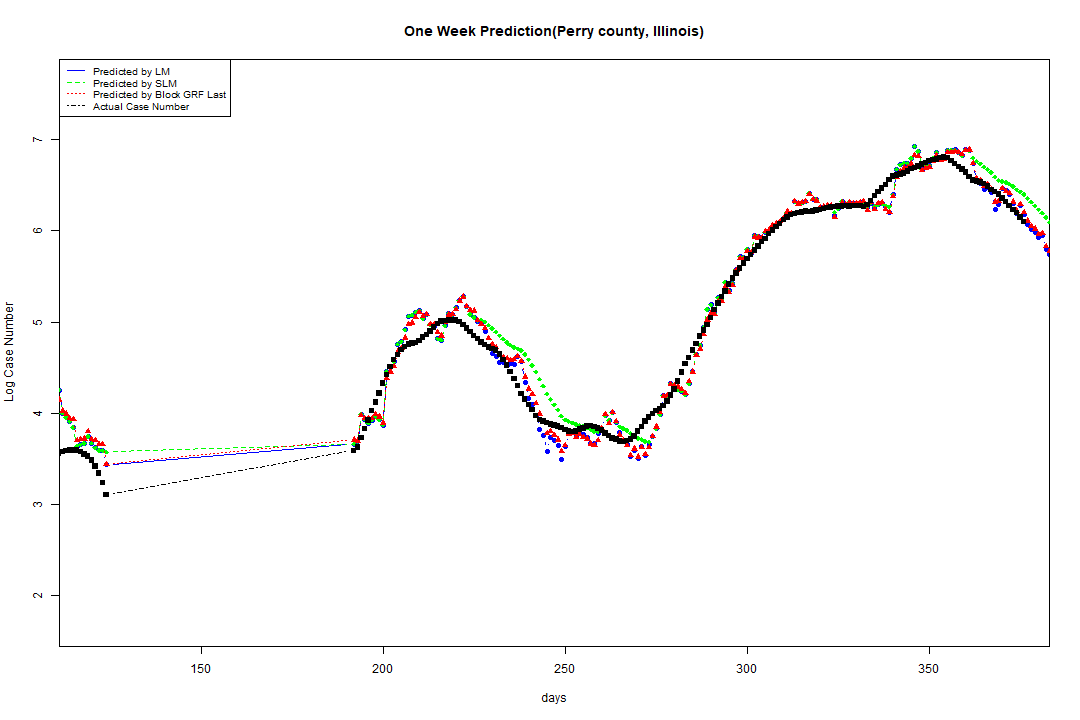 One Week Prediction(Perry county, Illinois)
Predicted by LM
Predicted by SLM
Predicted by Block GRF Last
Actual Case Number
7
6
5
4
3
2
Log Case Number
150 200 250 300 350
days